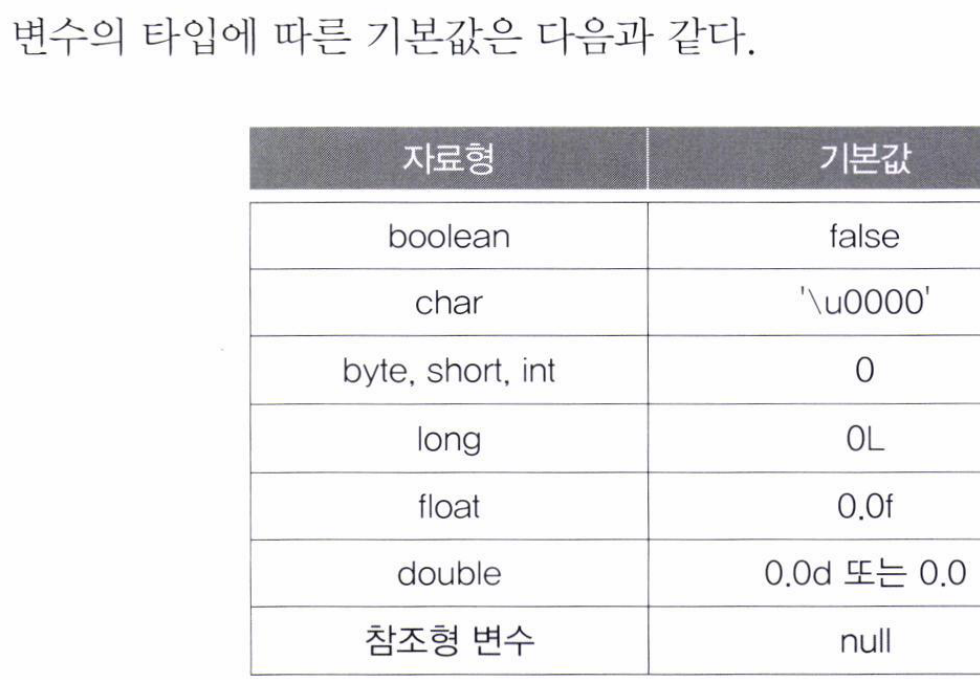 변수의 타입에 따른 기본값은 다음과 같다.
자료형 기본값
boolean false
char '\u0000'
byte, short, int 0
long 0L
float 0.0f
double 0.0d 또는 0.0
참조형 변수 null